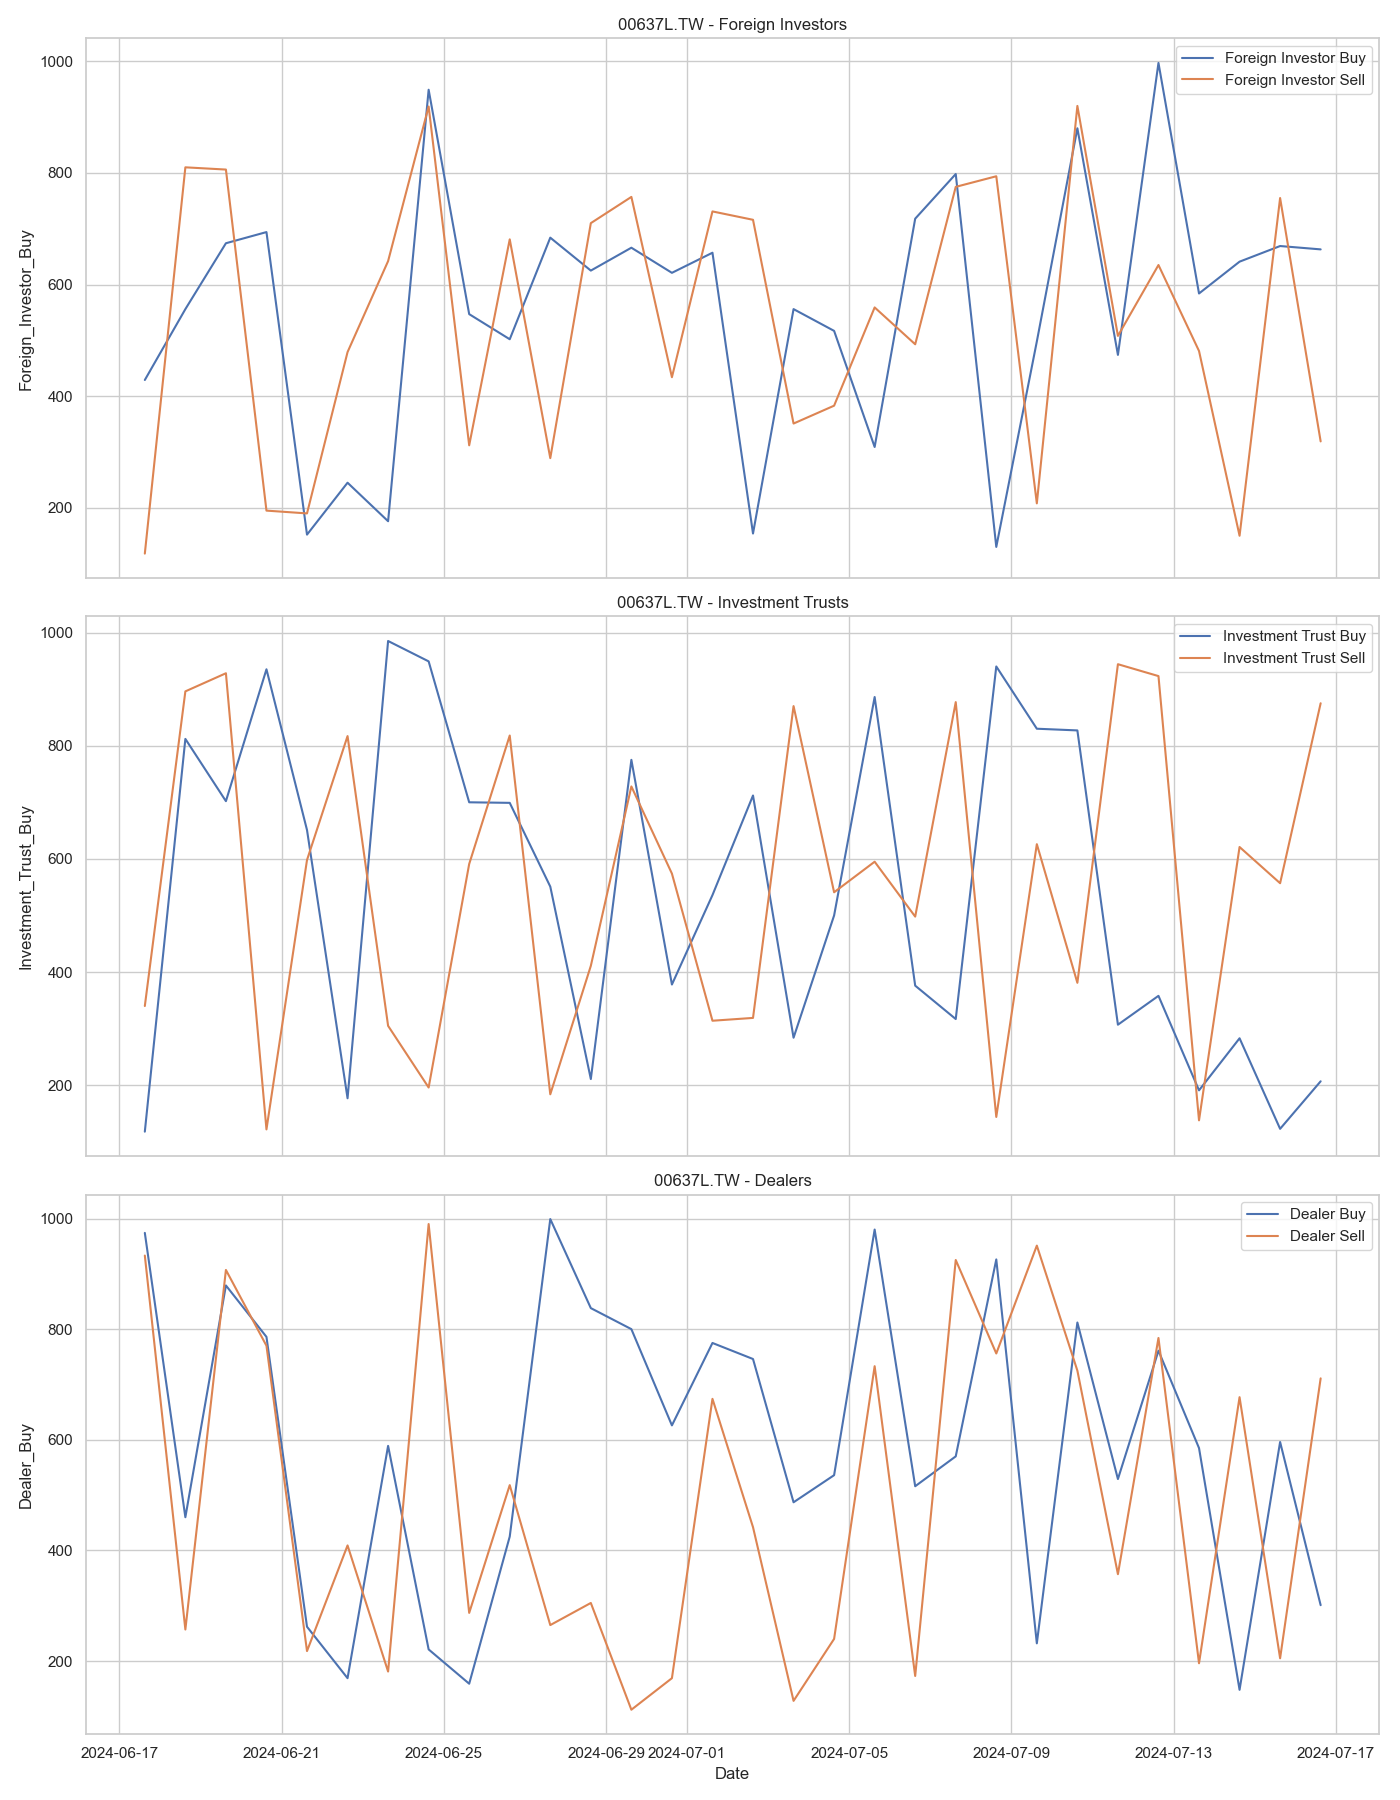 00637L.TW - Foreign Investors
Foreign Investor Buy
Foreign Investor Sell
1000
800
600
400
200
Foreign_Investor_Buy
00637L.TW - Investment Trusts
Investment Trust Buy
Investment Trust Sell
1000
800
600
400
200
Investment_Trust_Buy
00637L.TW - Dealers
Dealer Buy
Dealer Sell
1000
800
600
400
200
Dealer_Buy
2024-06-17
2024-06-21
2024-06-25
2024-06-29
2024-07-01
2024-07-05
2024-07-09
2024-07-13
2024-07-17
Date